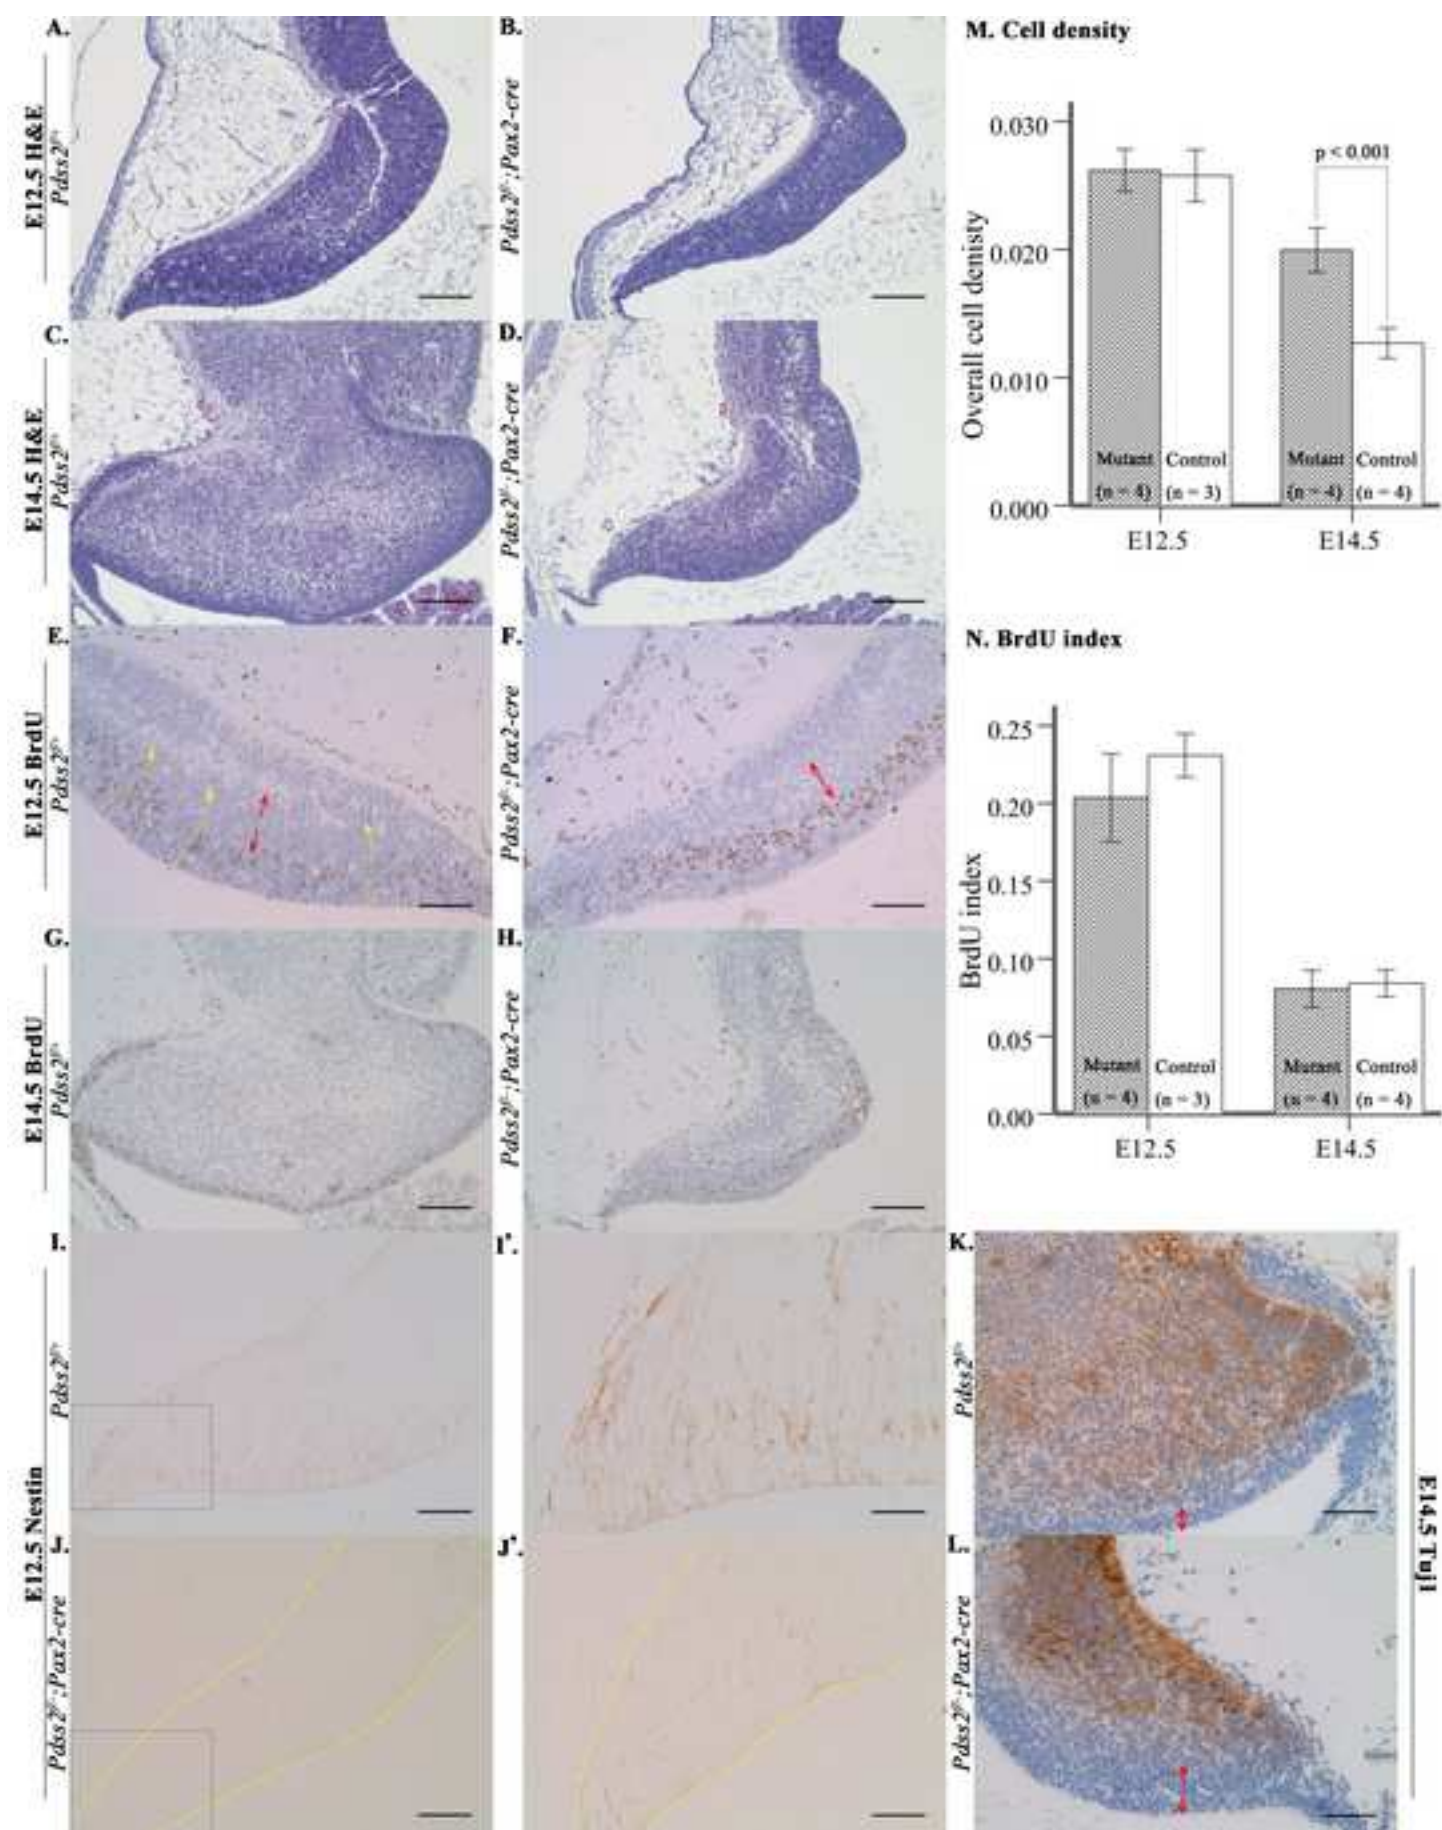 A.
B.
E12.5 H&E
Pdss2f/+
Pdss2f/-;Pax2-cre
C.
D.
E14.5 H&E
Pdss2f/+
Pdss2f/-;Pax2-cre
E.
F.
E12.5 BrdU
Pdss2f/+
Pdss2f/-;Pax2-cre
G.
H.
E14.5 BrdU
Pdss2f/+
Pdss2f/-;Pax2-cre
I.
I'.
J.
J'.
E12.5 Nestin
Pdss2f/+
Pdss2f/-;Pax2-cre
K.
L.
Pdss2f/+
Pdss2f/-;Pax2-cre
E14.5 Tuj1
M. Cell density
Overall cell denisty
0.030
0.020
0.010
0.000
p < 0.001
Mutant Control Mutant Control
(n = 4) (n = 3) (n = 4) (n = 4)
E12.5 E14.5
N. BrdU index
BrdU index
0.25
0.20
0.15
0.10
0.05
0.00
Mutant Control Mutant Control
(n = 4) (n = 3) (n = 4) (n = 4)
E12.5 E14.5